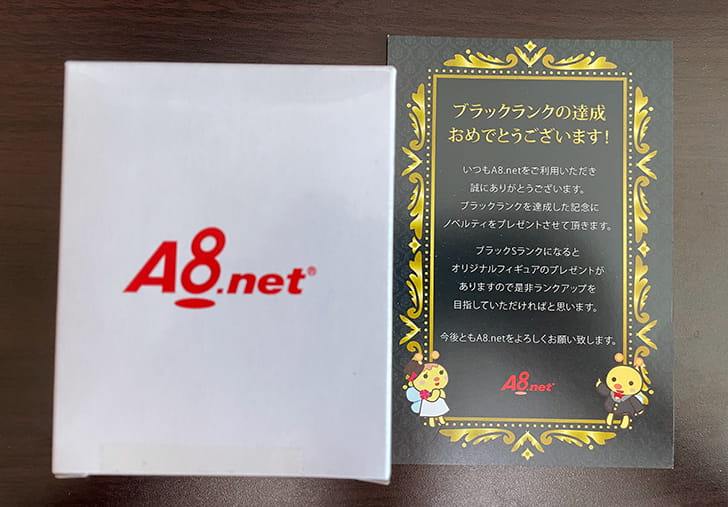 A8.net®
ブラックランクの達成
おめでとうございます!
いつもA8.netをご利用いただき
誠にありがとうございます。
ブラックランクを達成した記念に
ノベルティをプレゼントさせて頂きます。
ブラックSランクになると
オリジナルフィギュアのプレゼントが
ありますので是非ランクアップを
目指していただければと思います。
今後ともA8.netをよろしくお願い致します。
A8.net